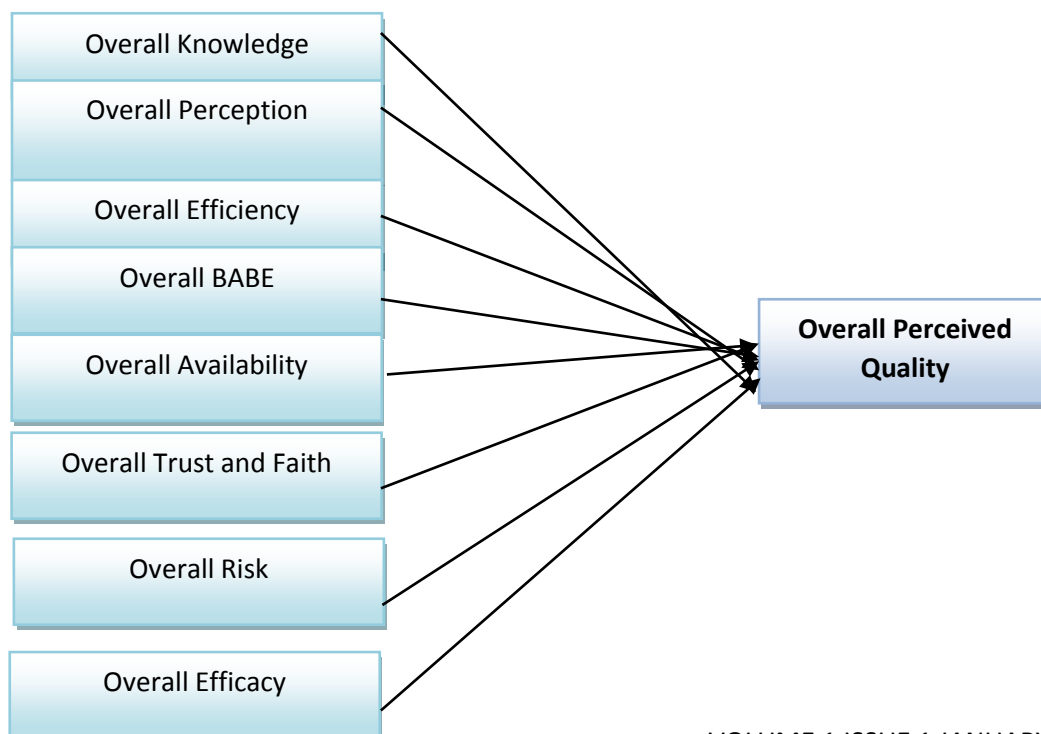 Overall Knowledge
Overall Perception
Overall Efficiency
Overall BABE
Overall Availability
Overall Trust and Faith
Overall Risk
Overall Efficacy
Overall Perceived
Quality